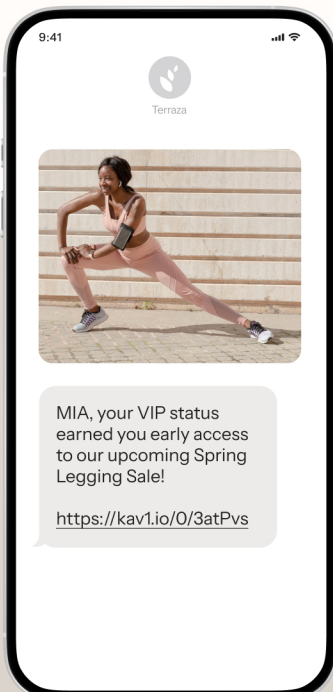 9:41
Terraza
MIA, your VIP status
earned you early access
to our upcoming Spring
Legging Sale!
https://kav1.io/0/3atPvs